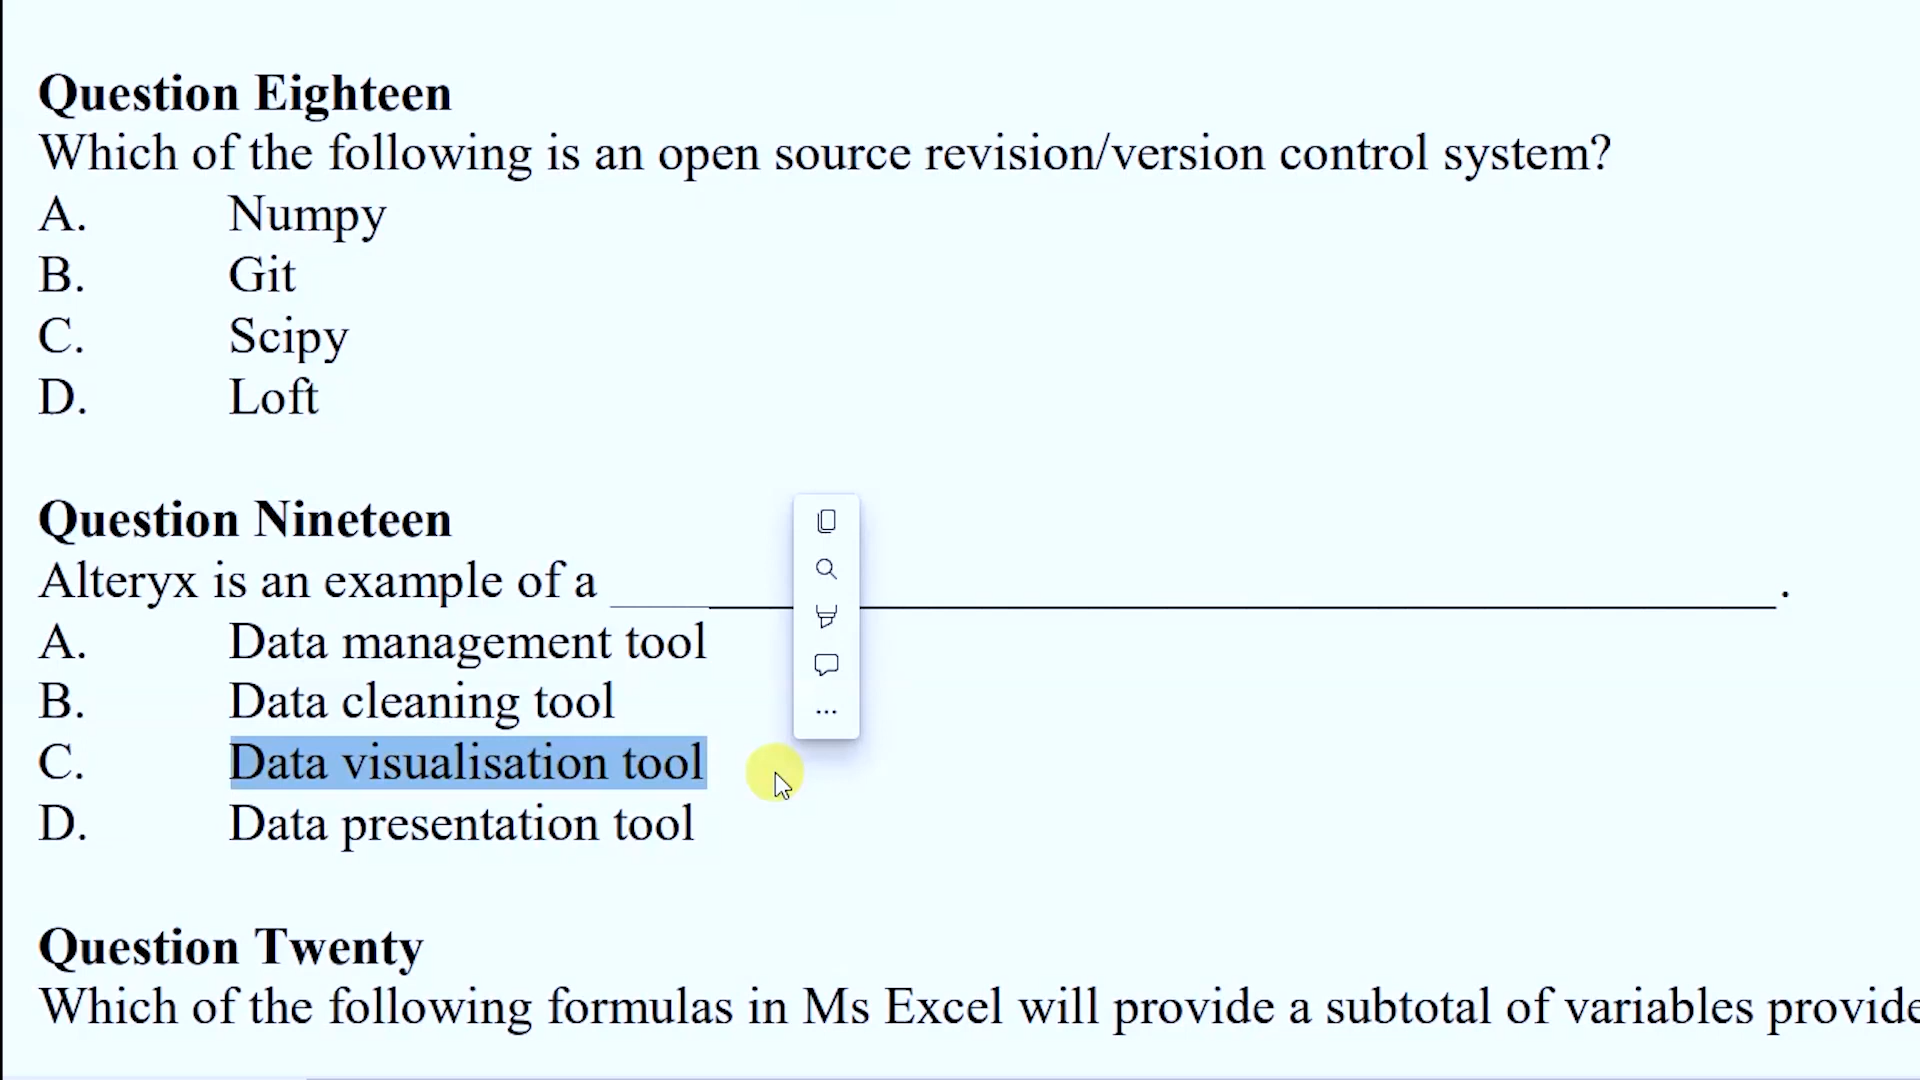 Question Eighteen
Which of the following is an open source revision/version control system?
A. Numpy
B. Git
C. Scipy
D. Loft
Question Nineteen
Alteryx is an example of a ____________________.
A. Data management tool
B. Data cleaning tool
C. Data visualisation tool
D. Data presentation tool
Question Twenty
Which of the following formulas in Ms Excel will provide a subtotal of variables provide